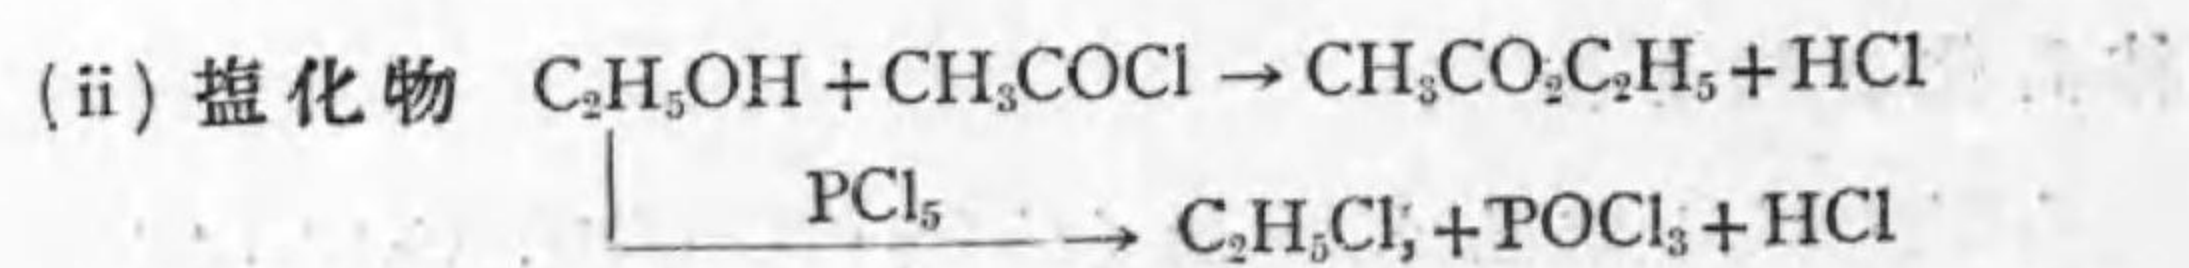 (ii) 塩化物 C₂H₅OH+CH₃COCl→CH₃CO₂C₂H₅+HCl
PCl₅
→ C₂H₅Cl;+POCl₃+HCl